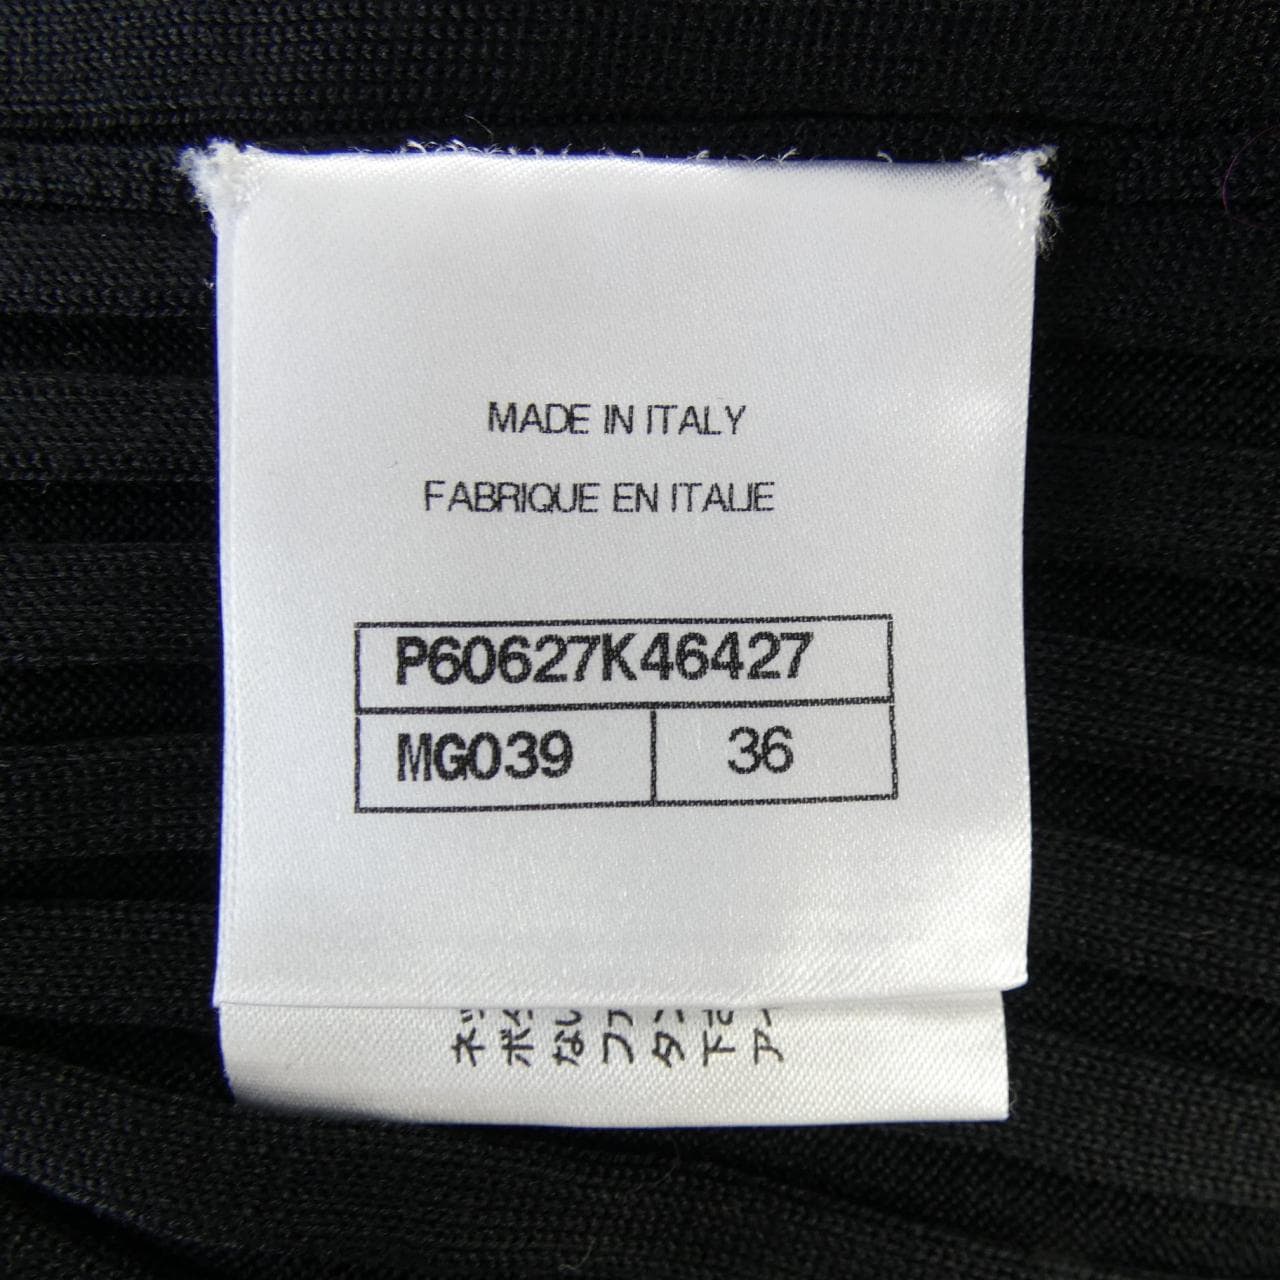 MADE IN ITALY
FABRIQUE EN ITALIE
P60627K46427
MG039 36